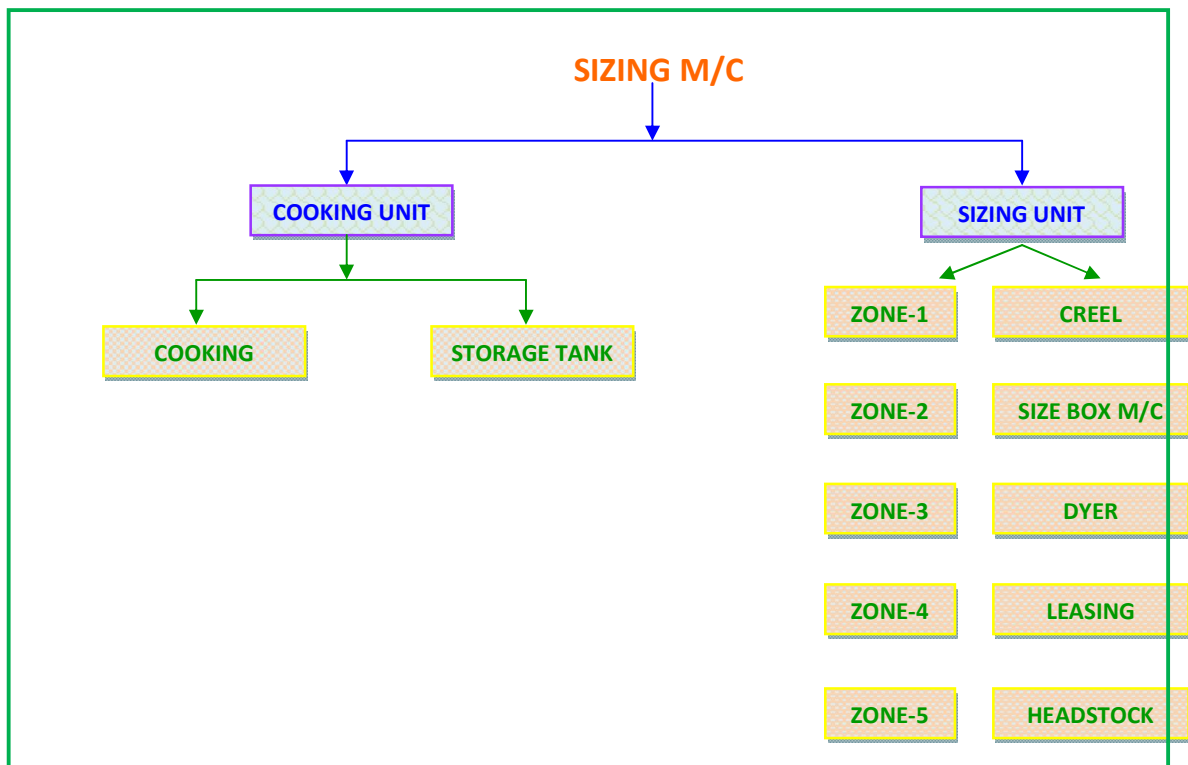 SIZING M/C
COOKING UNIT
SIZING UNIT
COOKING
STORAGE TANK
ZONE-1
CREEL
ZONE-2
SIZE BOX M/C
ZONE-3
DYER
ZONE-4
LEASING
ZONE-5
HEADSTOCK